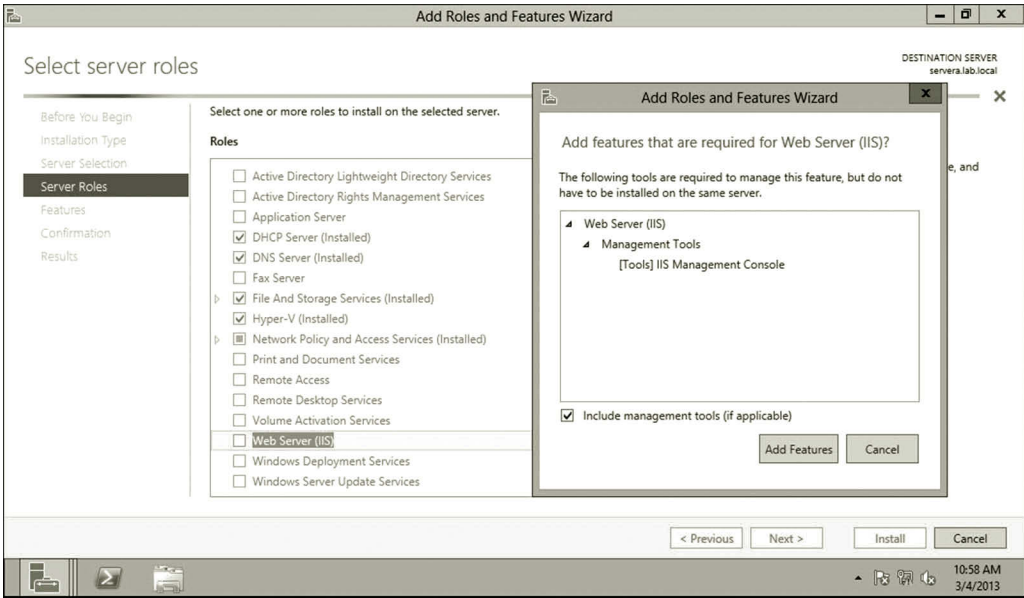 Add Roles and Features Wizard
Select server roles
DESTINATION SERVER
servera.lab.local
Before You Begin
Installation Type
Server Selection
Server Roles
Features
Confirmation
Results
Select one or more roles to install on the selected server.
Roles
Active Directory Lightweight Directory Services
Active Directory Rights Management Services
Application Server
DHCP Server (Installed)
DNS Server (Installed)
Fax Server
File And Storage Services (Installed)
Hyper-V (Installed)
Network Policy and Access Services (Installed)
Print and Document Services
Remote Access
Remote Desktop Services
Volume Activation Services
Web Server (IIS)
Windows Deployment Services
Windows Server Update Services
e, and
Add Roles and Features Wizard
Add features that are required for Web Server (IIS)?
The following tools are required to manage this feature, but do not
have to be installed on the same server.
Web Server (IIS)
Management Tools
[Tools] IIS Management Console
Include management tools (if applicable)
Add Features
Cancel
< Previous
Next >
Install
Cancel
10:58 AM
3/4/2013